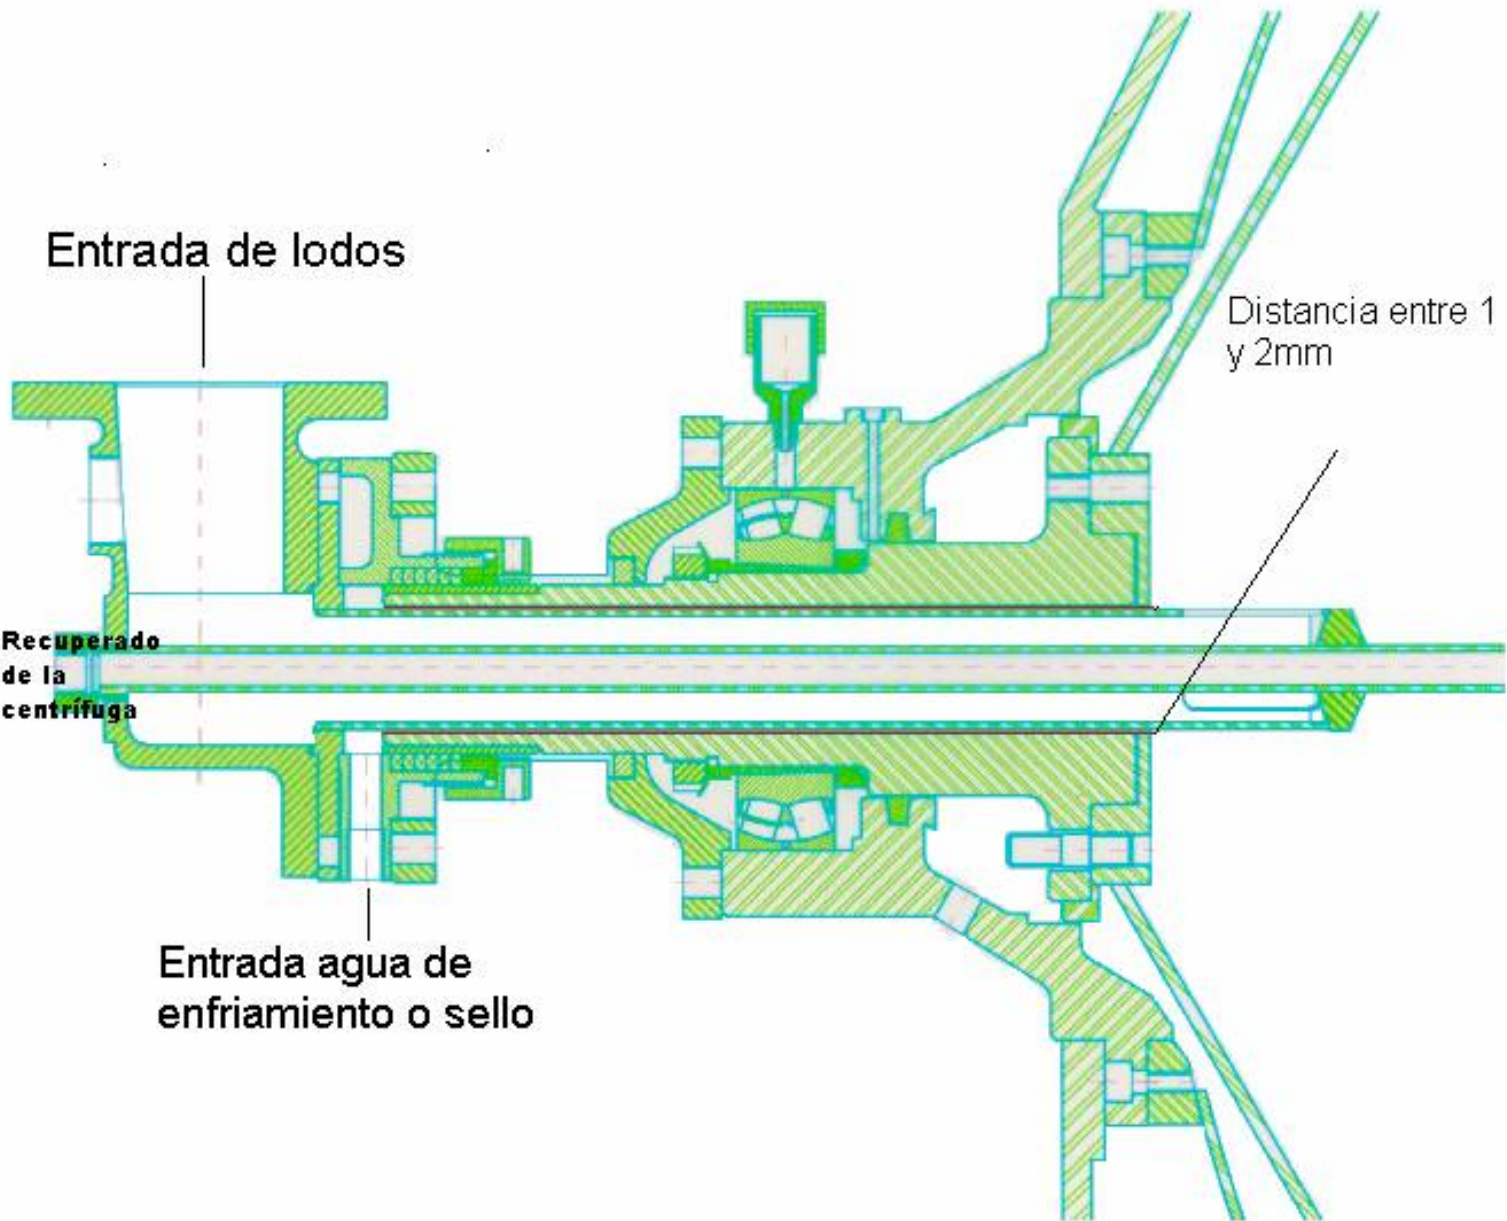 Entrada de lodos
Distancia entre 1
y 2mm
Recuperado
de la
centrífuga
Entrada agua de
enfriamiento o sello